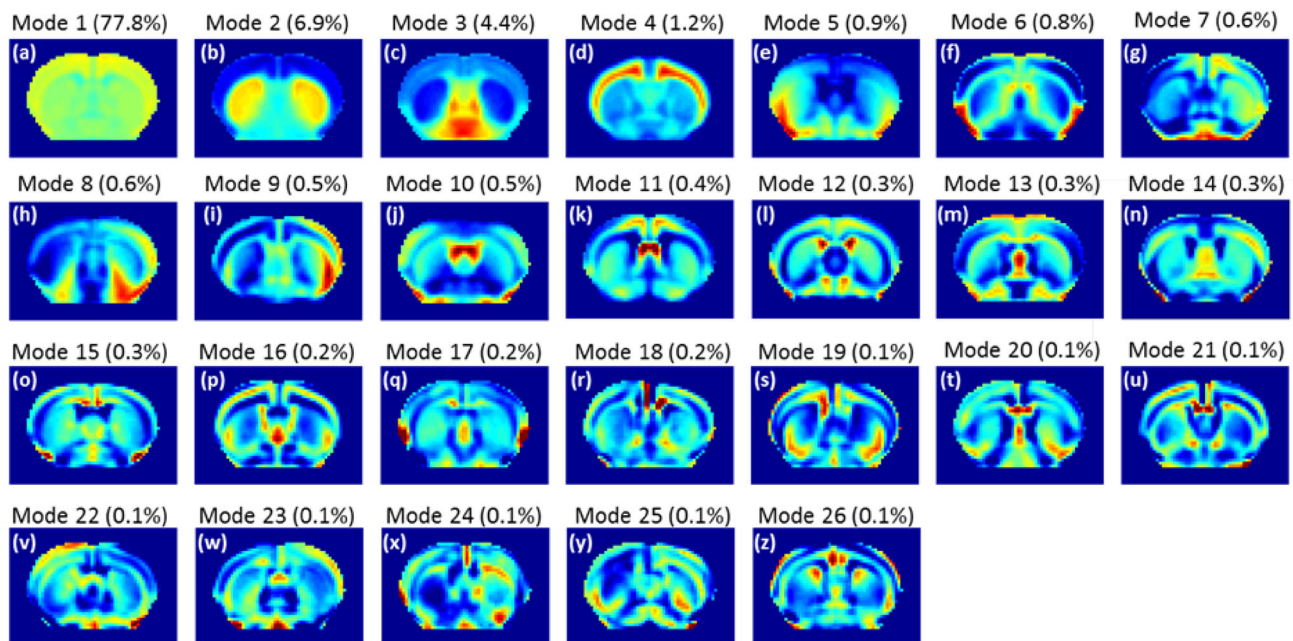 Mode 1 (77.8%) Mode 2 (6.9%) Mode 3 (4.4%) Mode 4 (1.2%) Mode 5 (0.9%) Mode 6 (0.8%) Mode 7 (0.6%)
(a) (b) (c) (d) (e) (f) (g)
Mode 8 (0.6%) Mode 9 (0.5%) Mode 10 (0.5%) Mode 11 (0.4%) Mode 12 (0.3%) Mode 13 (0.3%) Mode 14 (0.3%)
(h) (i) (j) (k) (l) (m) (n)
Mode 15 (0.3%) Mode 16 (0.2%) Mode 17 (0.2%) Mode 18 (0.2%) Mode 19 (0.1%) Mode 20 (0.1%) Mode 21 (0.1%)
(o) (p) (q) (r) (s) (t) (u)
Mode 22 (0.1%) Mode 23 (0.1%) Mode 24 (0.1%) Mode 25 (0.1%) Mode 26 (0.1%)
(v) (w) (x) (y) (z)